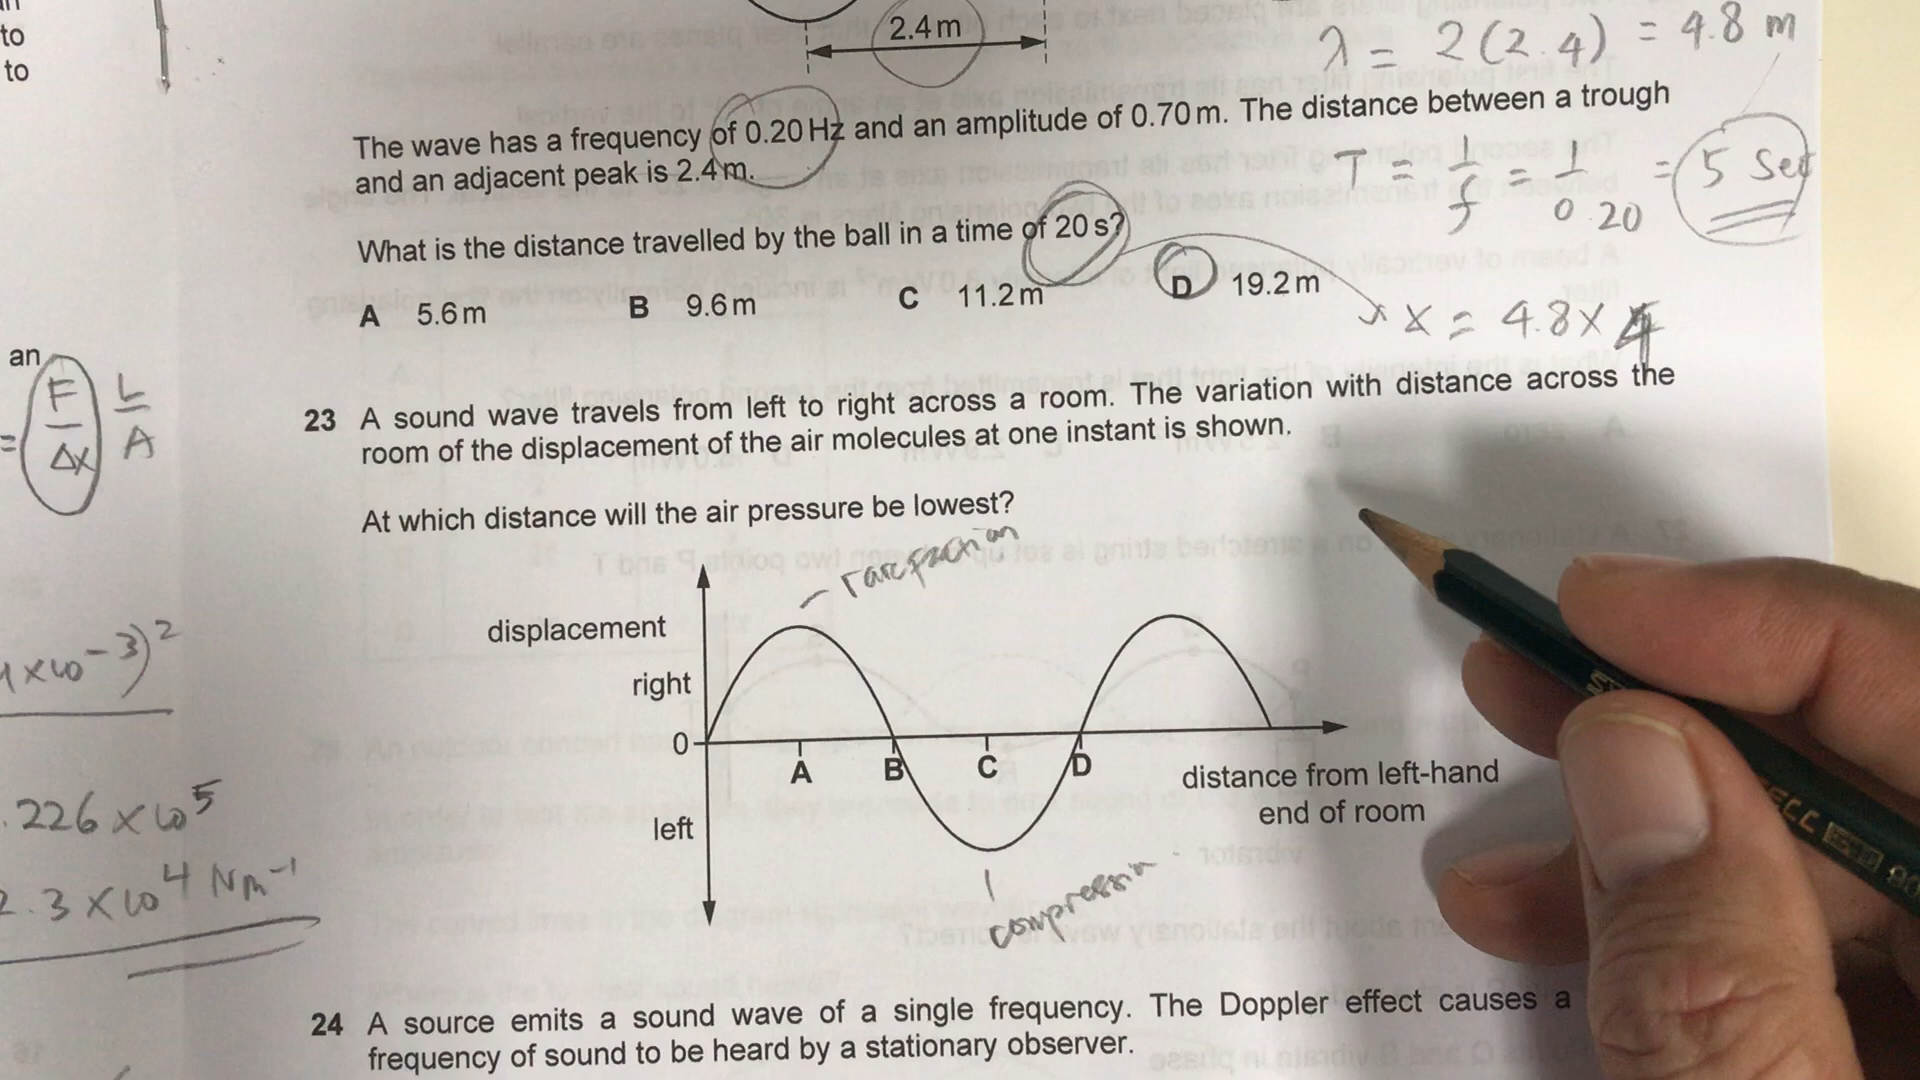 to
to
2.4 m
λ = 2(2.4) = 4.8 m
The wave has a frequency of 0.20 Hz and an amplitude of 0.70 m. The distance between a trough
and an adjacent peak is 2.4 m.
T = 1/f = 1/0.20 = 5 Sec
What is the distance travelled by the ball in a time of 20 s?
A 5.6 m B 9.6 m C 11.2 m D 19.2 m
x = 4.8 × 4
an
= F/Δx L/A
23 A sound wave travels from left to right across a room. The variation with distance across the
room of the displacement of the air molecules at one instant is shown.
At which distance will the air pressure be lowest?
displacement
right
0
left
A B C D
distance from left-hand
end of room
compression
×10⁻³)²
.226 × 10⁵
2.3 × 10⁴ Nm⁻¹
24 A source emits a sound wave of a single frequency. The Doppler effect causes a
frequency of sound to be heard by a stationary observer.